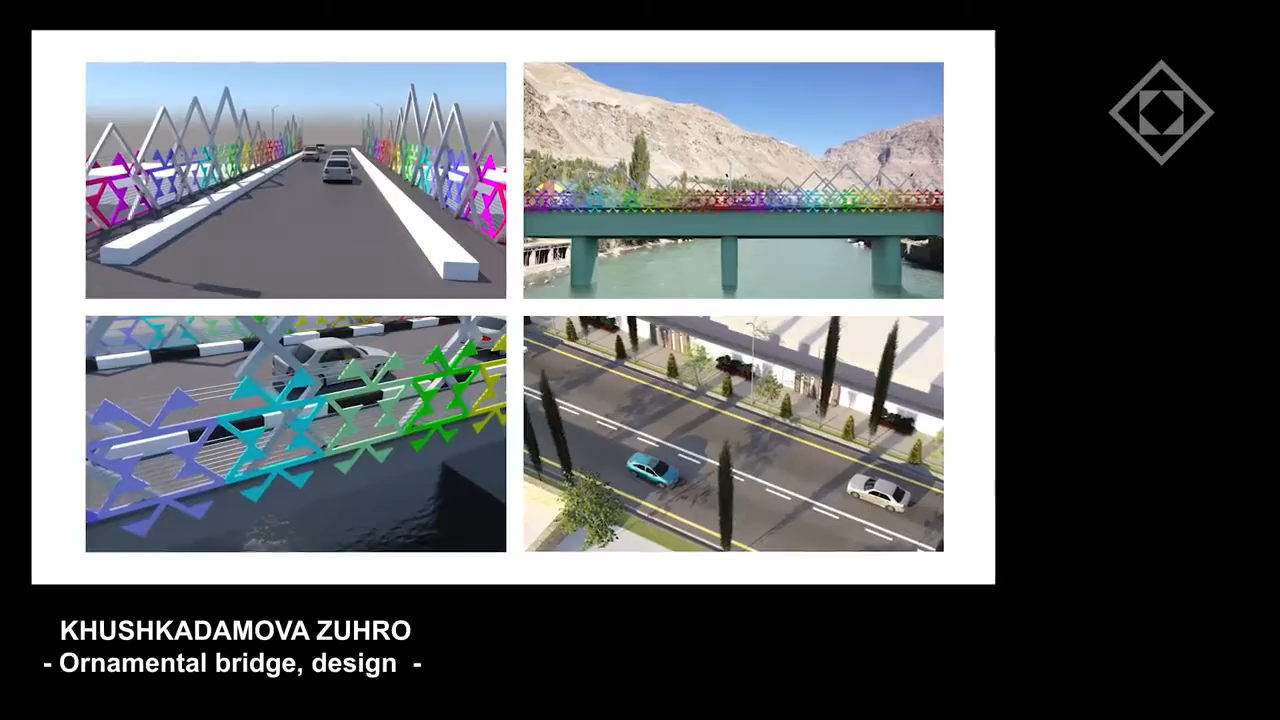 KHUSHKADAMOVA ZUHRO
- Ornamental bridge, design -